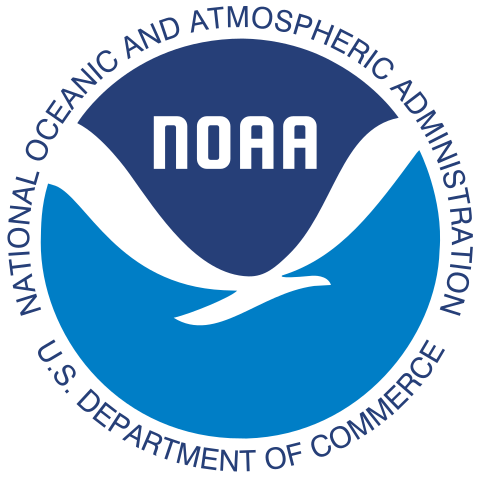 NATIONAL OCEANIC AND ATMOSPHERIC ADMINISTRATION
NOAA
U.S. DEPARTMENT OF COMMERCE